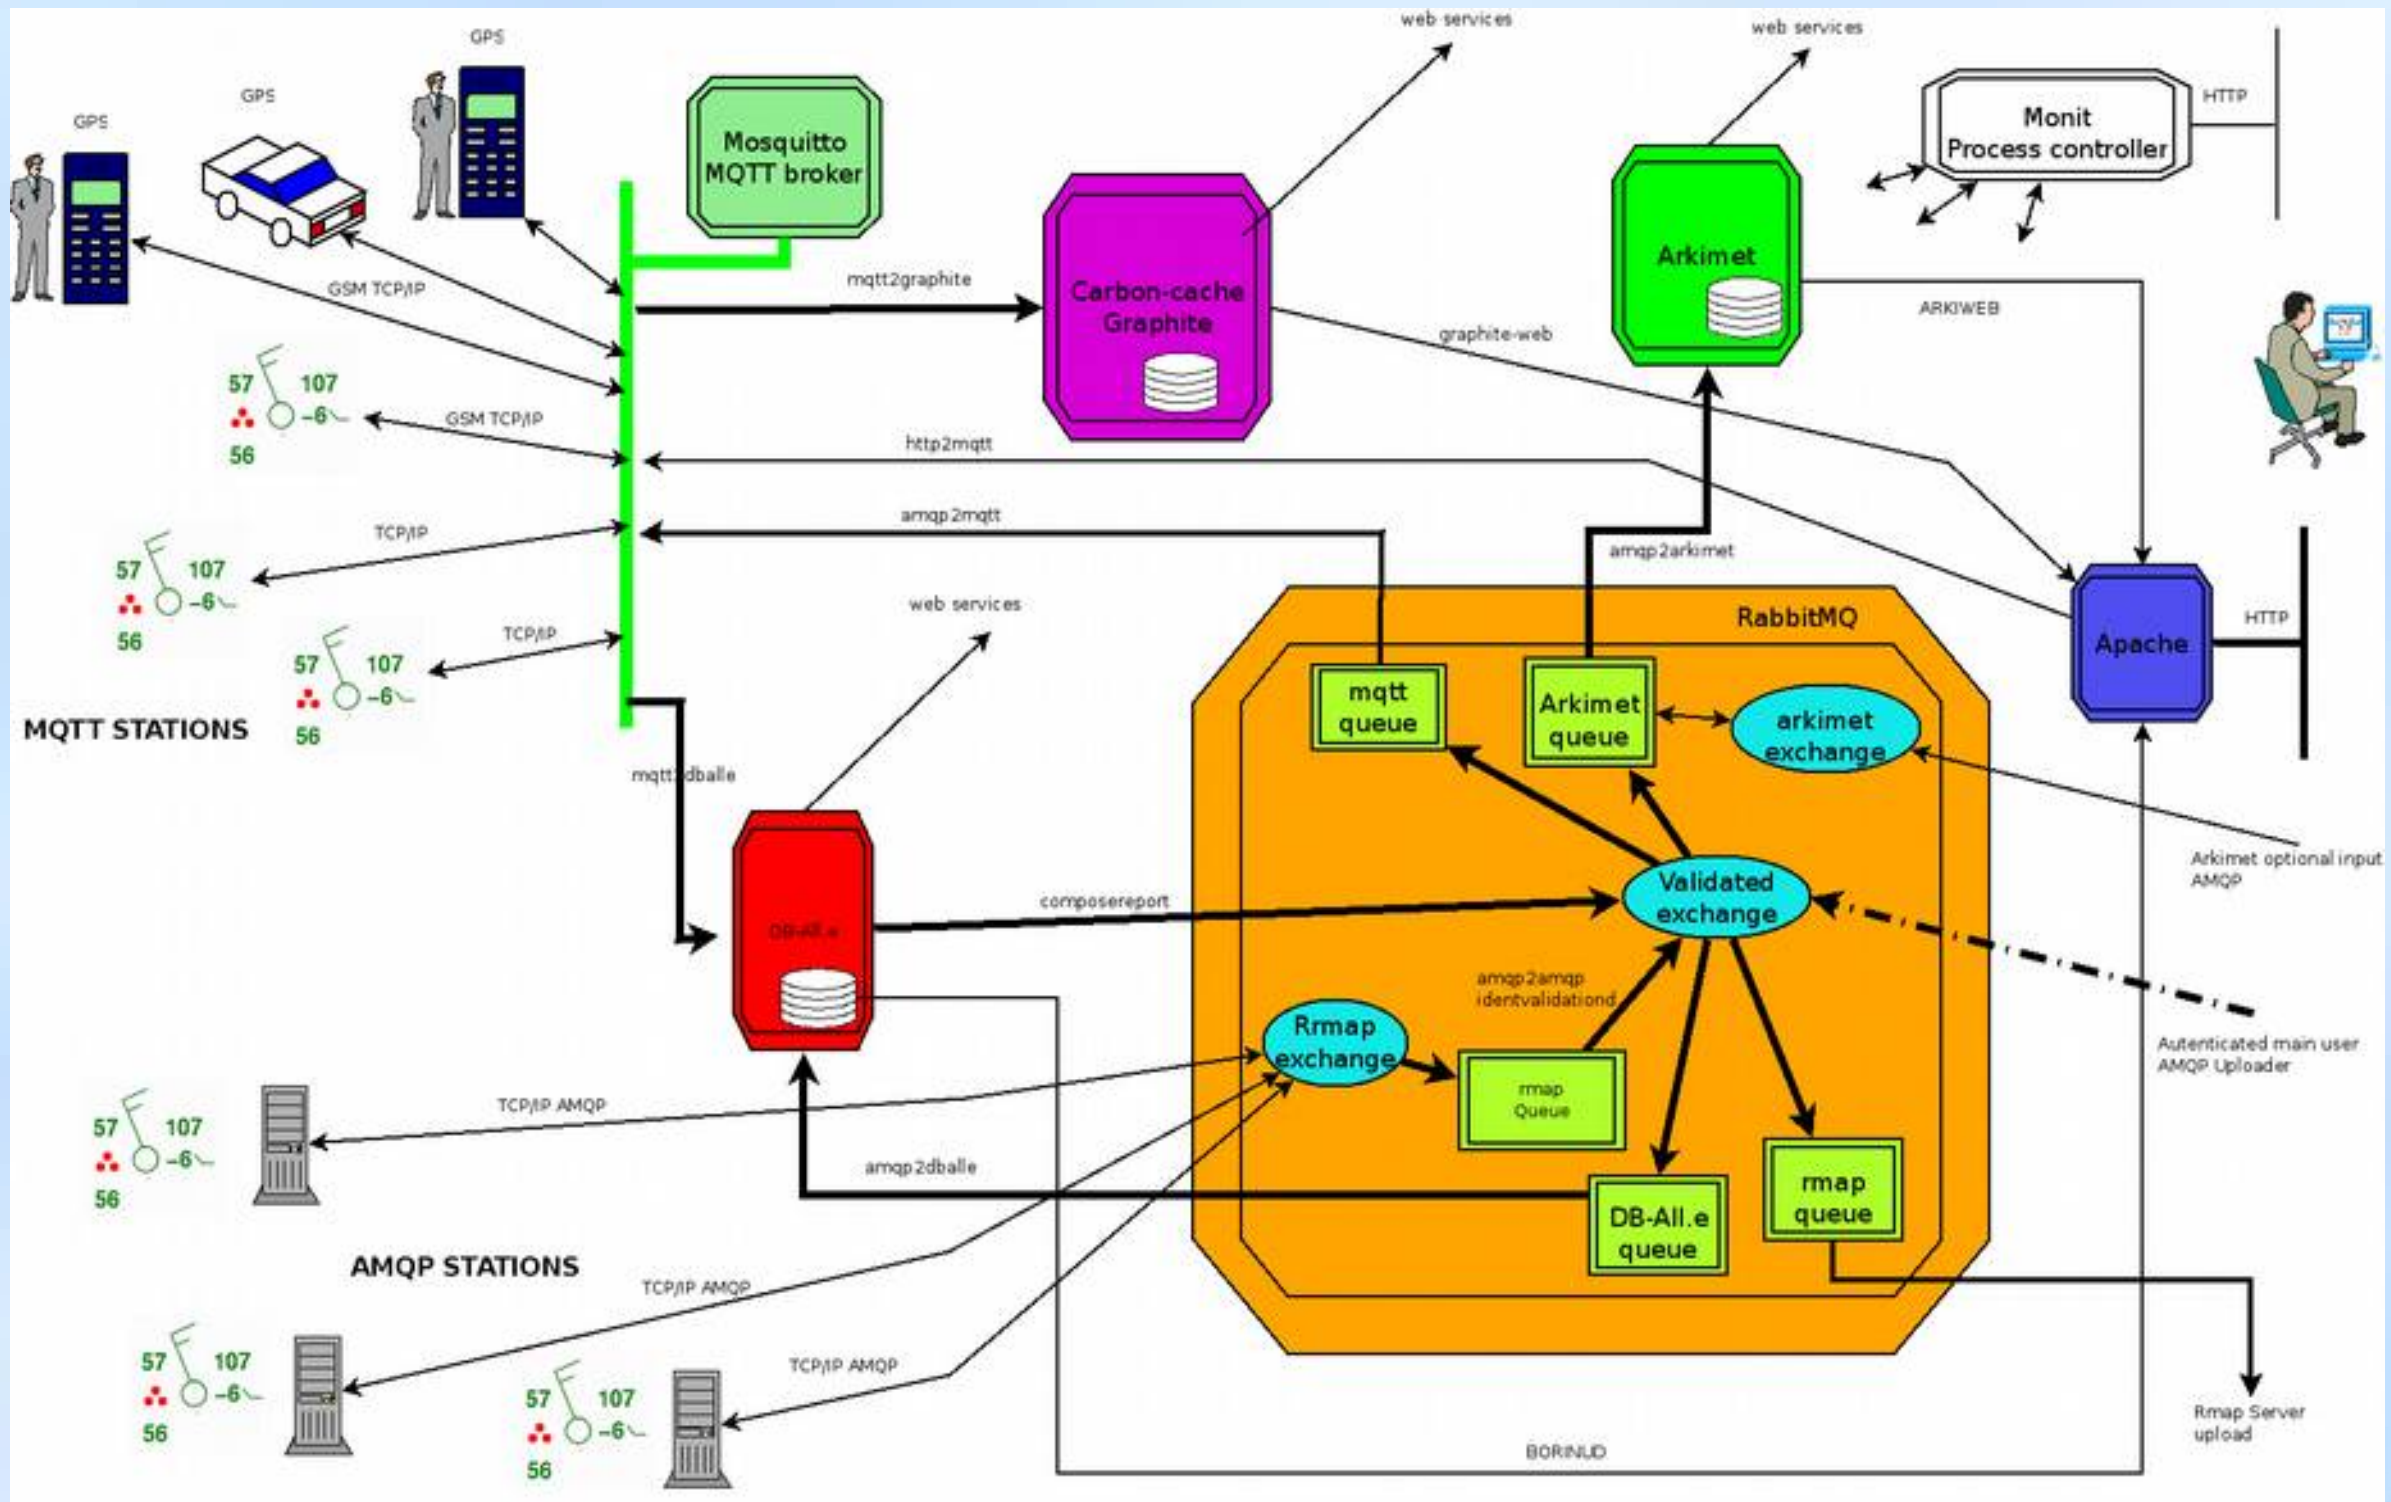 web services
web services
GPS
GPS
GPS
HTTP
Monit
Process controller
Mosquitto
MQTT broker
Arkimet
mqtt2graphite
GSM TCP/IP
Carbon-cache
Graphite
ARKIWEB
graphite-web
57 107
-6
56
GSM TCP/IP
http2mqtt
amqp2mqtt
TCP/IP
amqp2arkimet
57 107
-6
56
web services
RabbitMQ
HTTP
Apache
TCP/IP
57 107
-6
56
MQTT STATIONS
mqtt
queue
Arkimet
queue
arkimet
exchange
mqtt2dballe
Arkimet optional input
AMQP
Validated
exchange
composereport
DB-All.e
amqp2amqp
identvalidationd
Rrmap
exchange
Autenticated main user
AMQP Uploader
rmap
Queue
TCP/IP AMQP
57 107
-6
56
amqp2dballe
DB-All.e
queue
rmap
queue
AMQP STATIONS
TCP/IP AMQP
57 107
-6
56
TCP/IP AMQP
57 107
-6
56
Rmap Server
upload
BORINUD